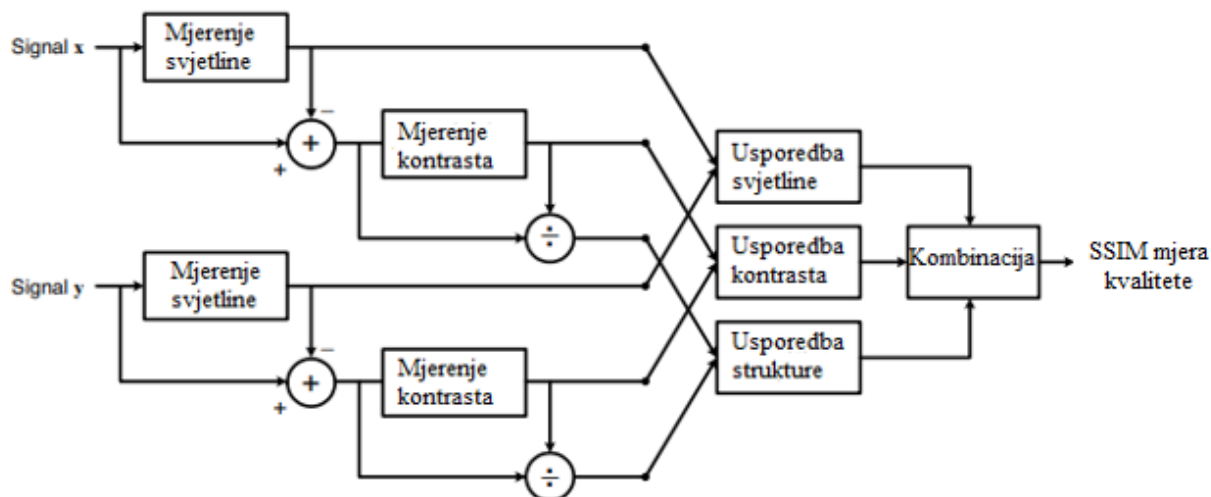 Signal x
Mjerenje
svjetline
−
+
+
Mjerenje
kontrasta
÷
Signal y
Mjerenje
svjetline
−
+
+
Mjerenje
kontrasta
÷
Usporedba
svjetline
Usporedba
kontrasta
Usporedba
strukture
Kombinacija
SSIM mjera
kvalitete